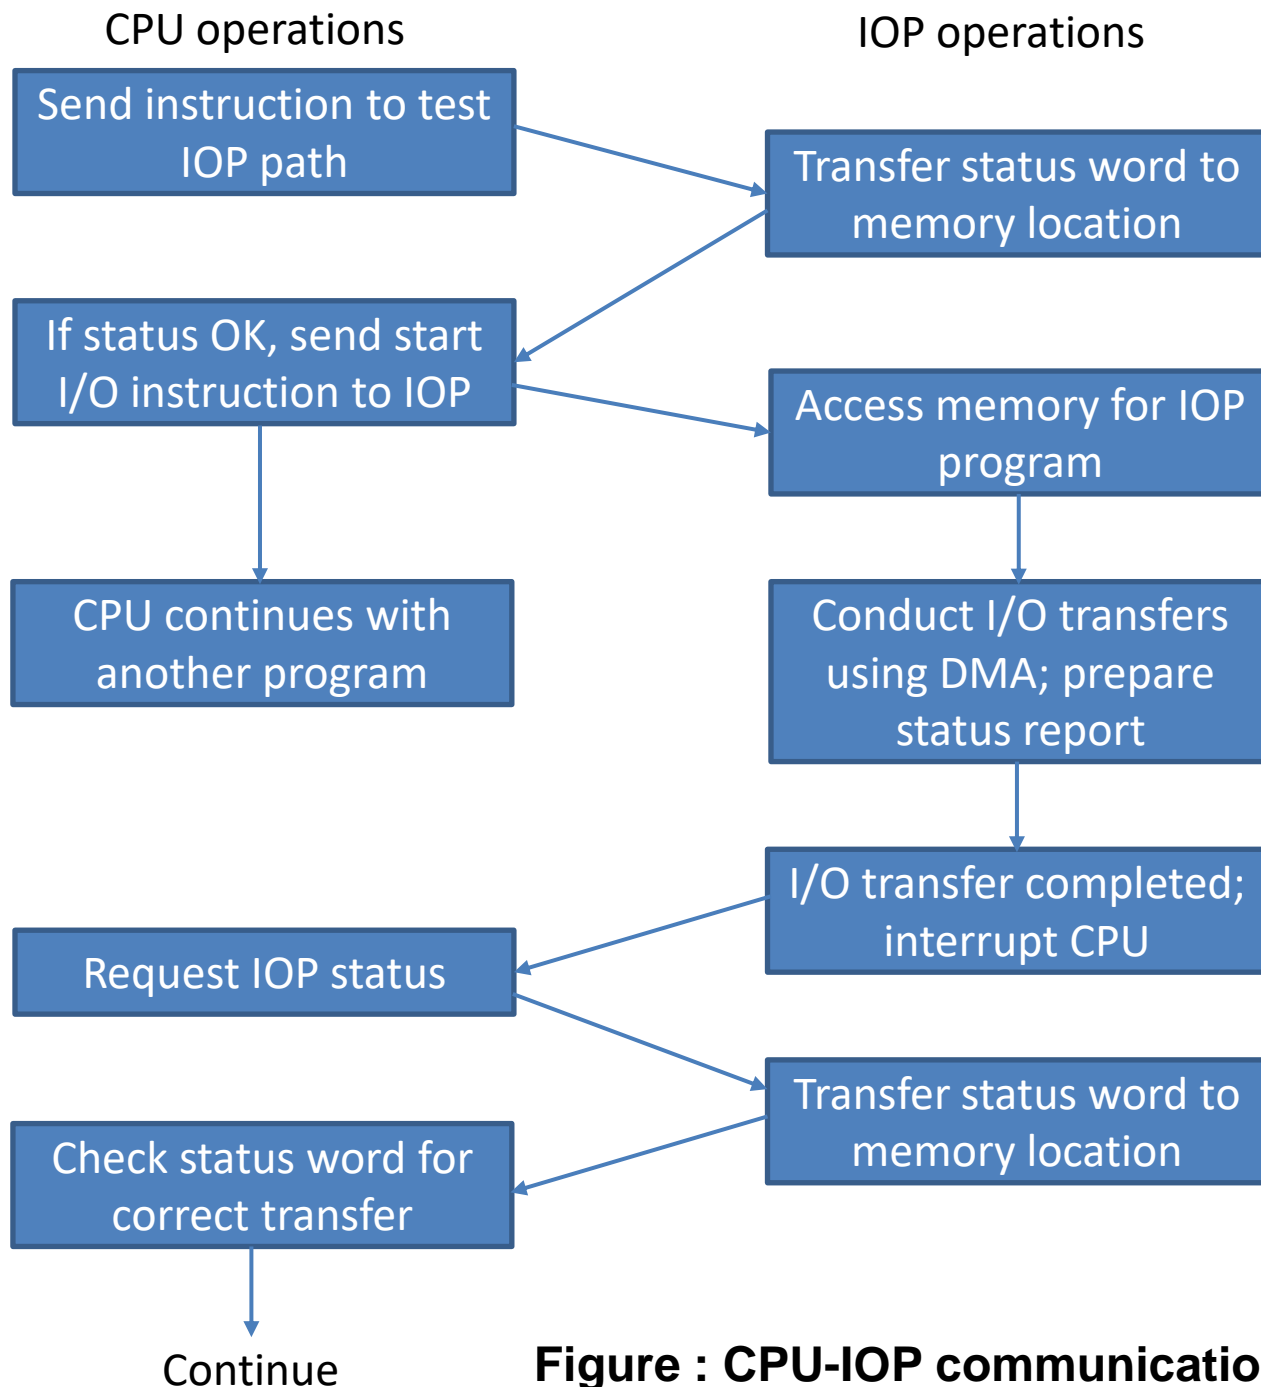 CPU operations
IOP operations
Send instruction to test
IOP path
Transfer status word to
memory location
If status OK, send start
I/O instruction to IOP
Access memory for IOP
program
CPU continues with
another program
Conduct I/O transfers
using DMA; prepare
status report
I/O transfer completed;
interrupt CPU
Request IOP status
Transfer status word to
memory location
Check status word for
correct transfer
Continue
Figure : CPU-IOP communicatio